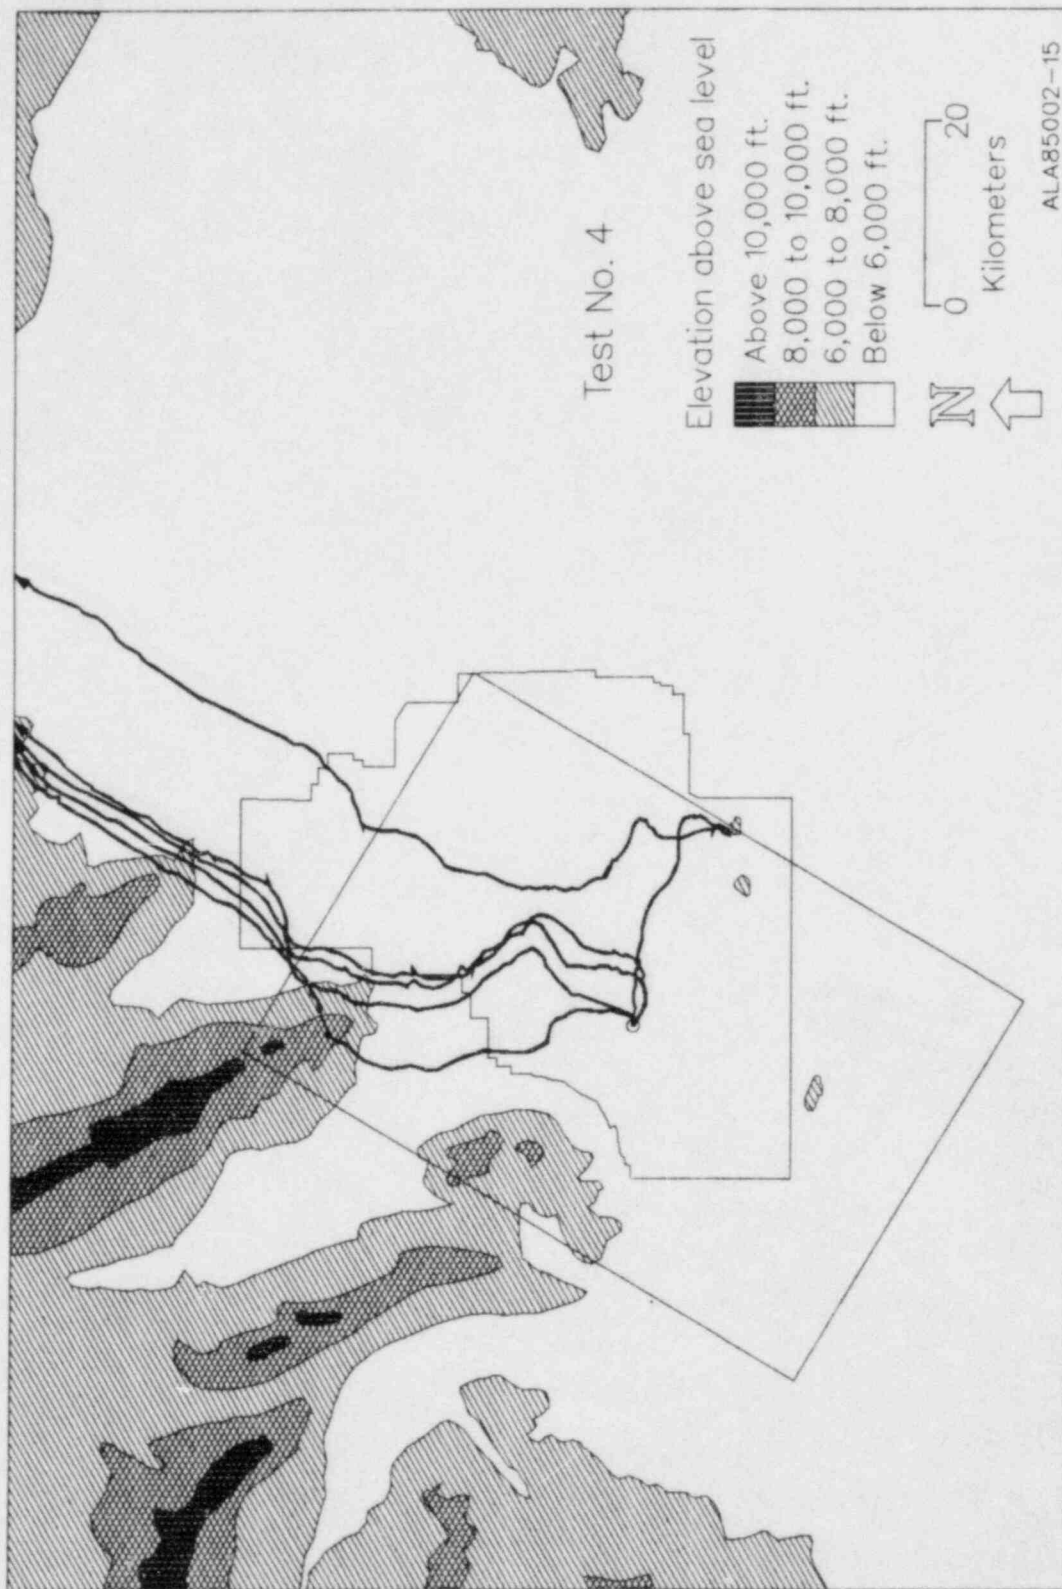 Test No. 4
Elevation above sea level
Above 10,000 ft.
8,000 to 10,000 ft.
6,000 to 8,000 ft.
Below 6,000 ft.
N
0 20
Kilometers
ALA85002-15